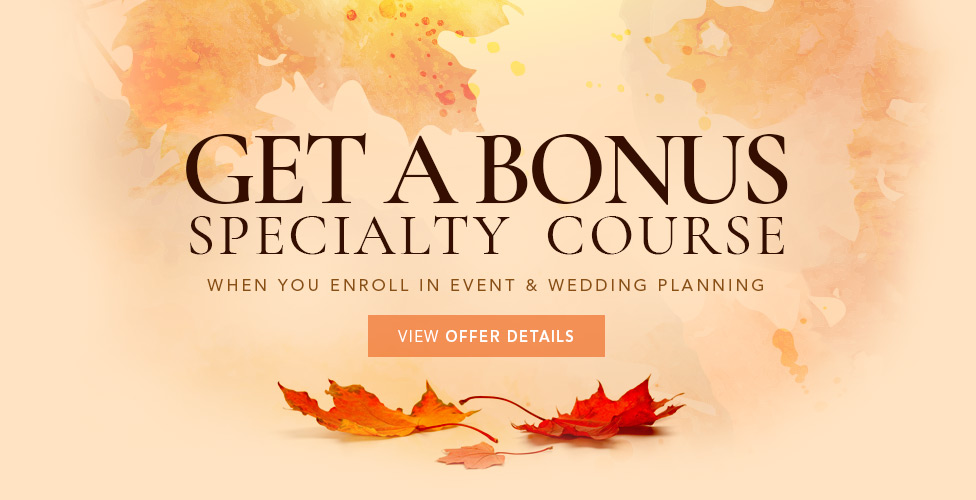 GET A BONUS
SPECIALTY COURSE
WHEN YOU ENROLL IN EVENT & WEDDING PLANNING
VIEW OFFER DETAILS